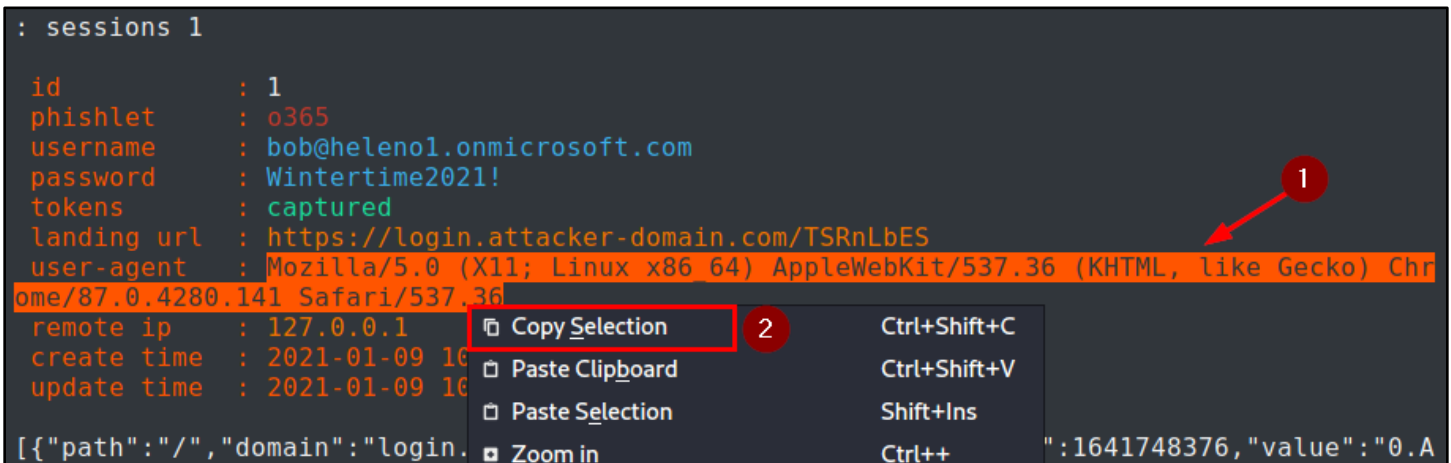 : sessions 1
id : 1
phishlet : o365
username : bob@heleno1.onmicrosoft.com
password : Wintertime2021!
tokens : captured
landing url : https://login.attacker-domain.com/TSRnLbES
user-agent : Mozilla/5.0 (X11; Linux x86_64) AppleWebKit/537.36 (KHTML, like Gecko) Chr
ome/87.0.4280.141 Safari/537.36
1
remote ip : 127.0.0.1
Copy Selection Ctrl+Shift+C
2
create time : 2021-01-09 10
Paste Clipboard Ctrl+Shift+V
update time : 2021-01-09 10
Paste Selection Shift+Ins
Zoom in Ctrl++
[{"path":"/","domain":"login. ":1641748376,"value":"0.A